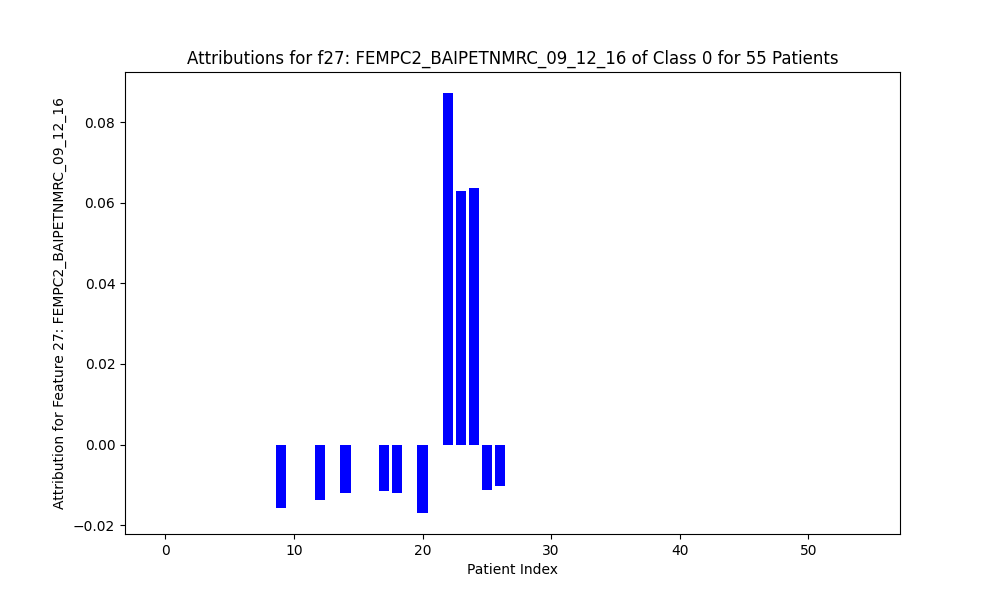 Attributions for f27: FEMPC2_BAIPETNMRC_09_12_16 of Class 0 for 55 Patients
Attribution for Feature 27: FEMPC2_BAIPETNMRC_09_12_16
0.08
0.06
0.04
0.02
0.00
−0.02
0 10 20 30 40 50
Patient Index